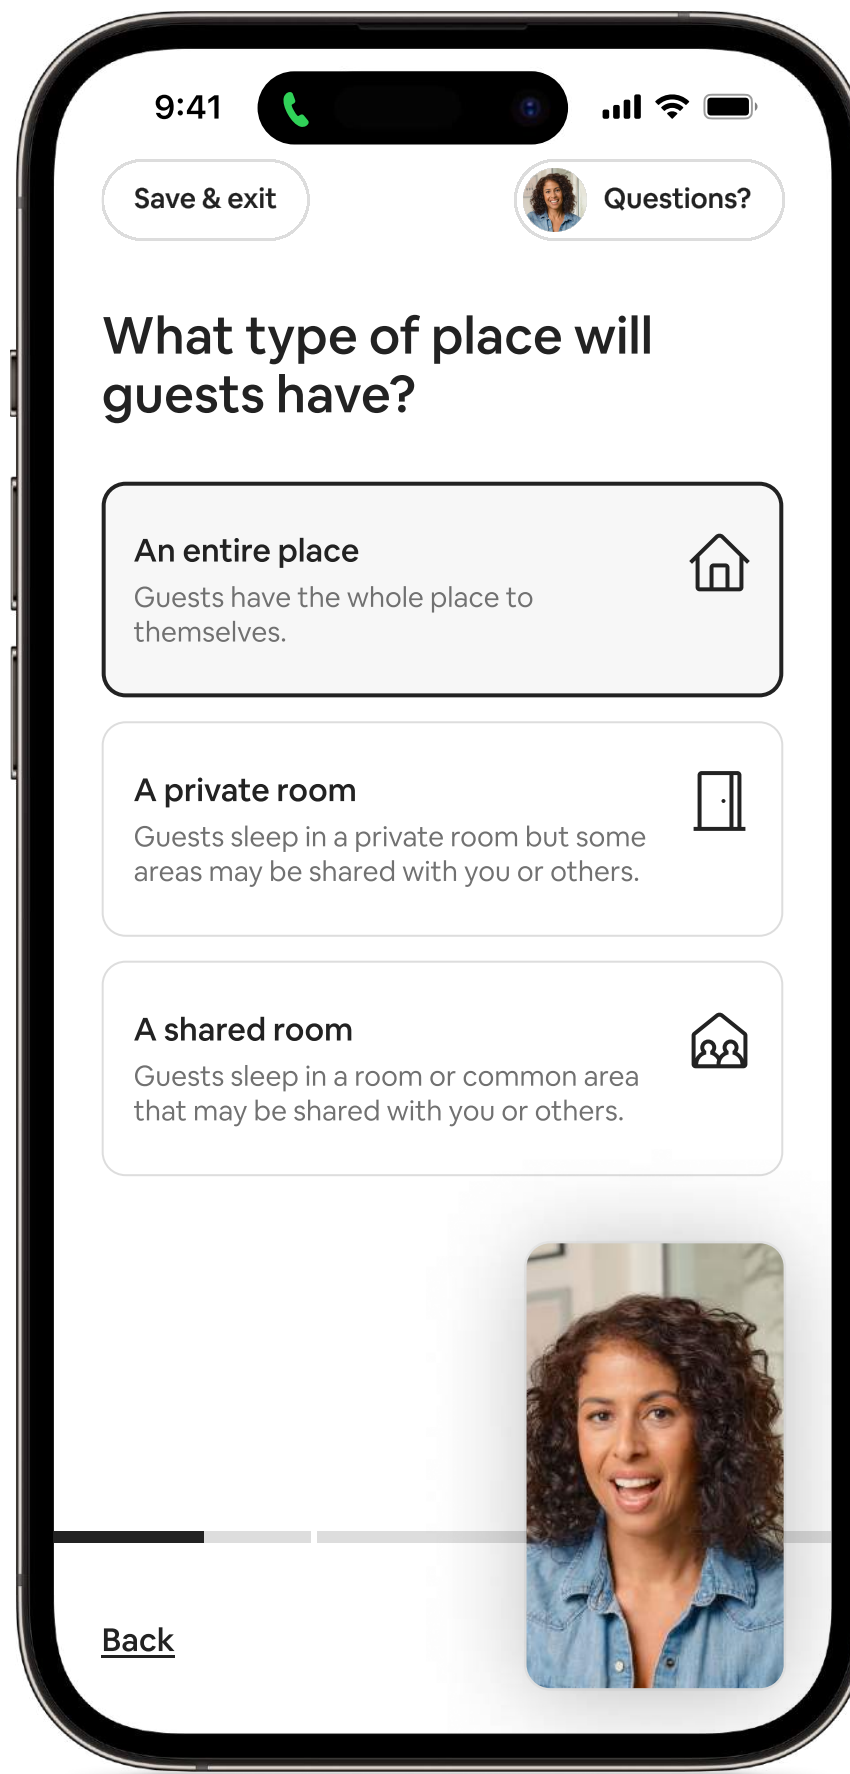 9:41
Save & exit
Questions?
What type of place will
guests have?
An entire place
Guests have the whole place to
themselves.
A private room
Guests sleep in a private room but some
areas may be shared with you or others.
A shared room
Guests sleep in a room or common area
that may be shared with you or others.
Back